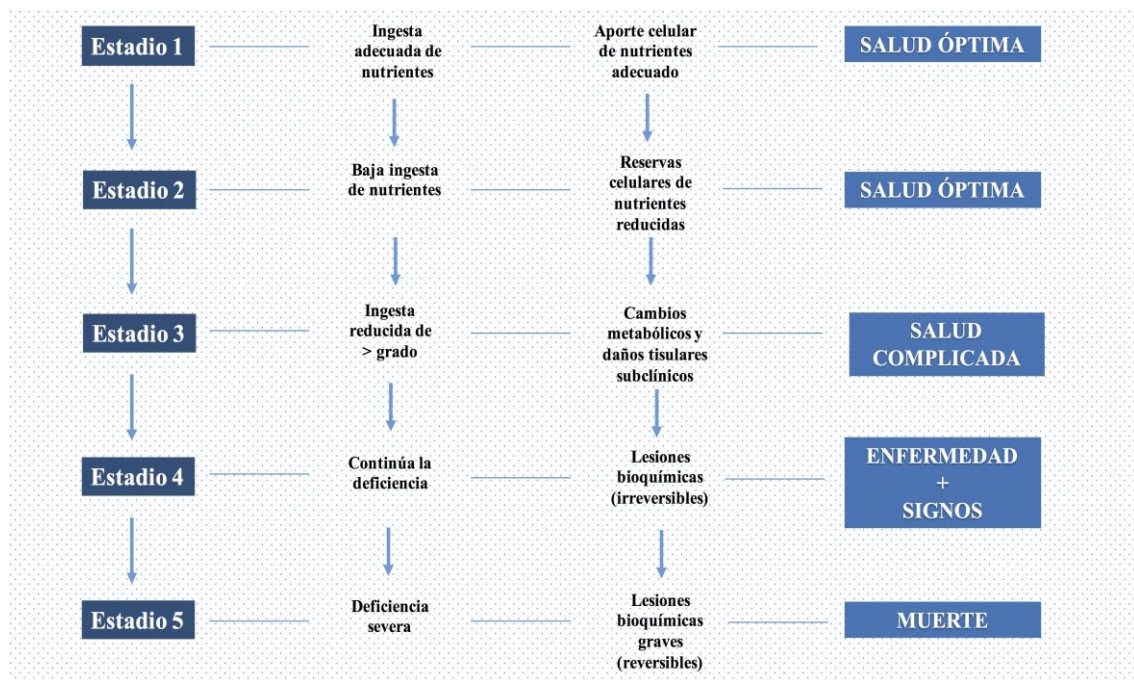 Estadio 1
Ingesta
adecuada de
nutrientes
Aporte celular
de nutrientes
adecuado
SALUD ÓPTIMA
Estadio 2
Baja ingesta
de nutrientes
Reservas
celulares de
nutrientes
reducidas
SALUD ÓPTIMA
Estadio 3
Ingesta
reducida de
> grado
Cambios
metabólicos y
daños tisulares
subclínicos
SALUD
COMPLICADA
Estadio 4
Continúa la
deficiencia
Lesiones
bioquímicas
(irreversibles)
ENFERMEDAD
+
SIGNOS
Estadio 5
Deficiencia
severa
Lesiones
bioquímicas
graves
(reversibles)
MUERTE